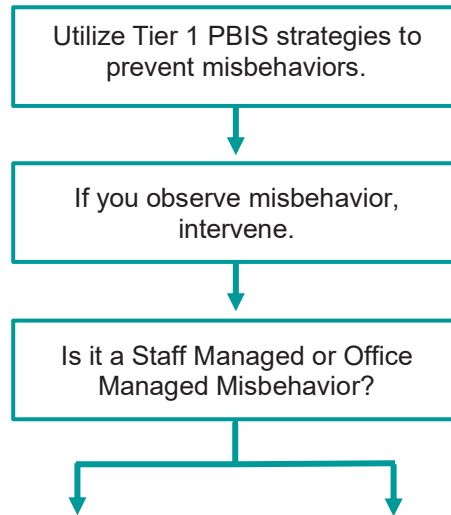 Utilize Tier 1 PBIS strategies to
prevent misbehaviors.
If you observe misbehavior,
intervene.
Is it a Staff Managed or Office
Managed Misbehavior?